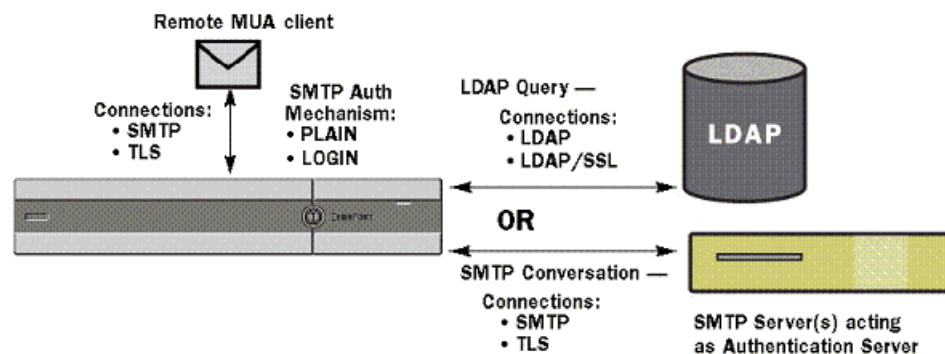 Remote MUA client
Connections:
• SMTP
• TLS
SMTP Auth
Mechanism:
• PLAIN
• LOGIN
LDAP Query —
Connections:
• LDAP
• LDAP/SSL
LDAP
OR
SMTP Conversation —
Connections:
• SMTP
• TLS
SMTP Server(s) acting
as Authentication Server